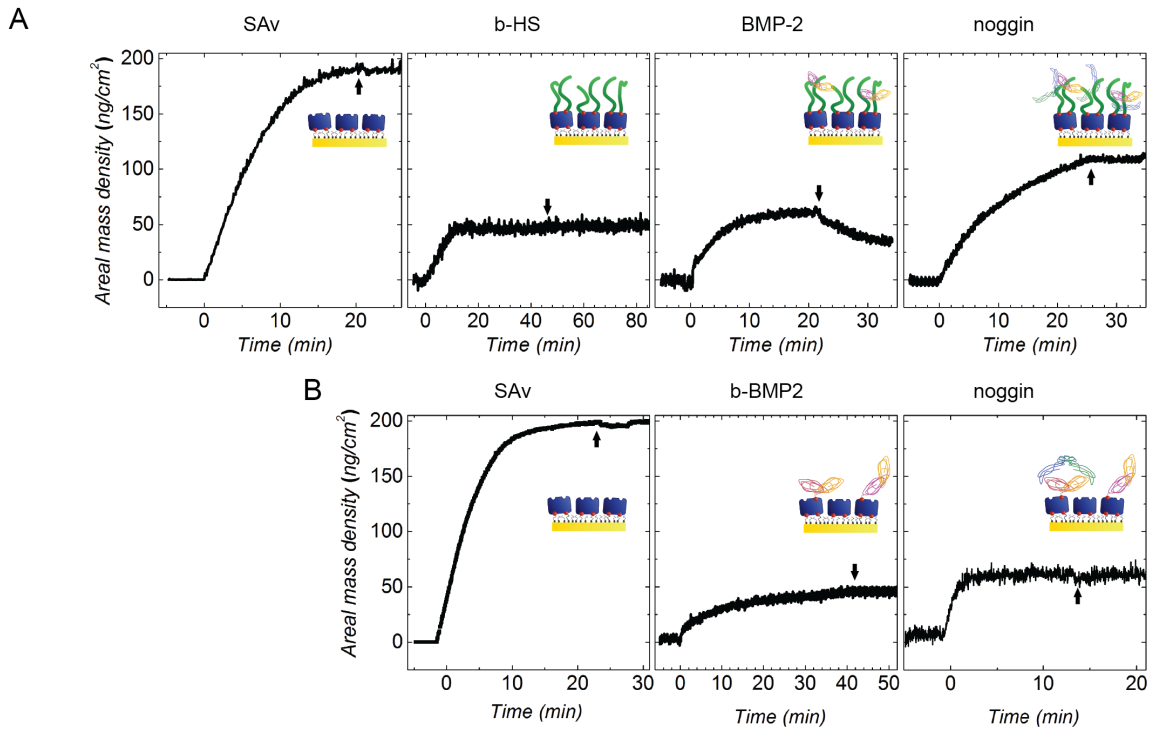 A
SAv
b-HS
BMP-2
noggin
Areal mass density (ng/cm²)
200
150
100
50
0
0 10 20
0 20 40 60 80
0 10 20 30
0 10 20 30
Time (min)
Time (min)
Time (min)
Time (min)
B
SAv
b-BMP2
noggin
Areal mass density (ng/cm²)
200
150
100
50
0
0 10 20 30
0 10 20 30 40 50
0 10 20
Time (min)
Time (min)
Time (min)